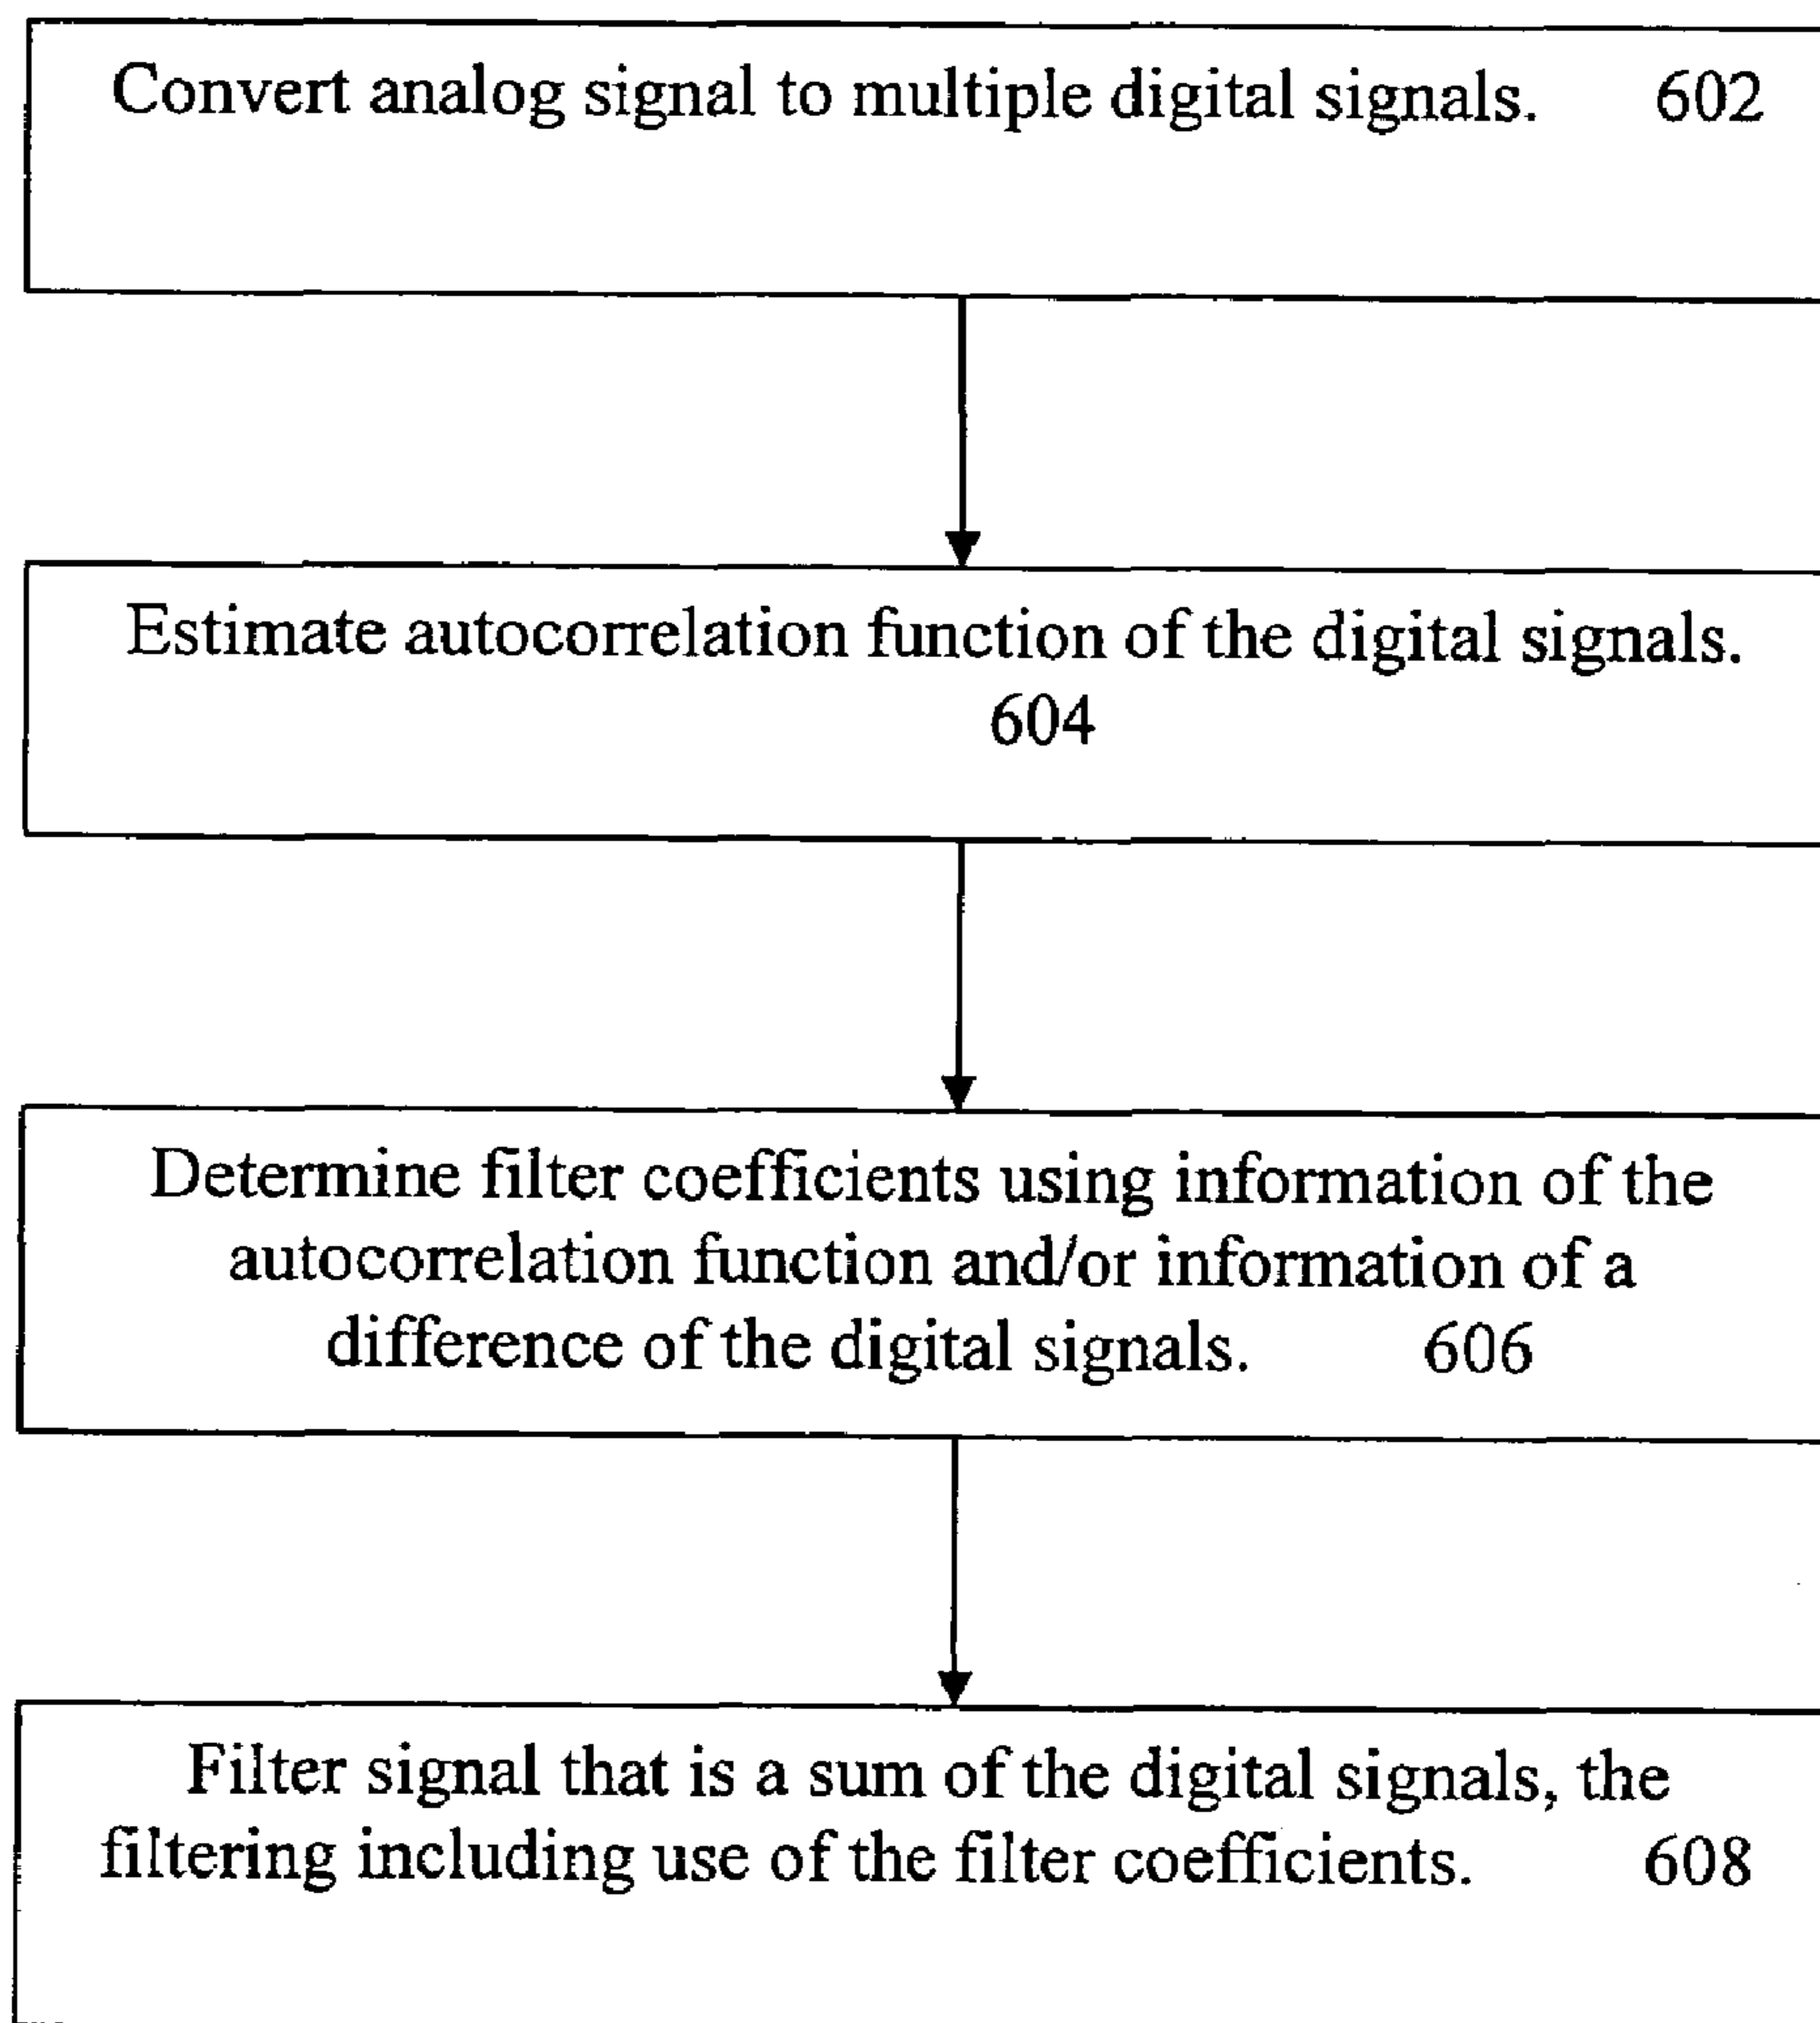 Convert analog signal to multiple digital signals. 602
Estimate autocorrelation function of the digital signals.
604
Determine filter coefficients using information of the
autocorrelation function and/or information of a
difference of the digital signals. 606
Filter signal that is a sum of the digital signals, the
filtering including use of the filter coefficients. 608